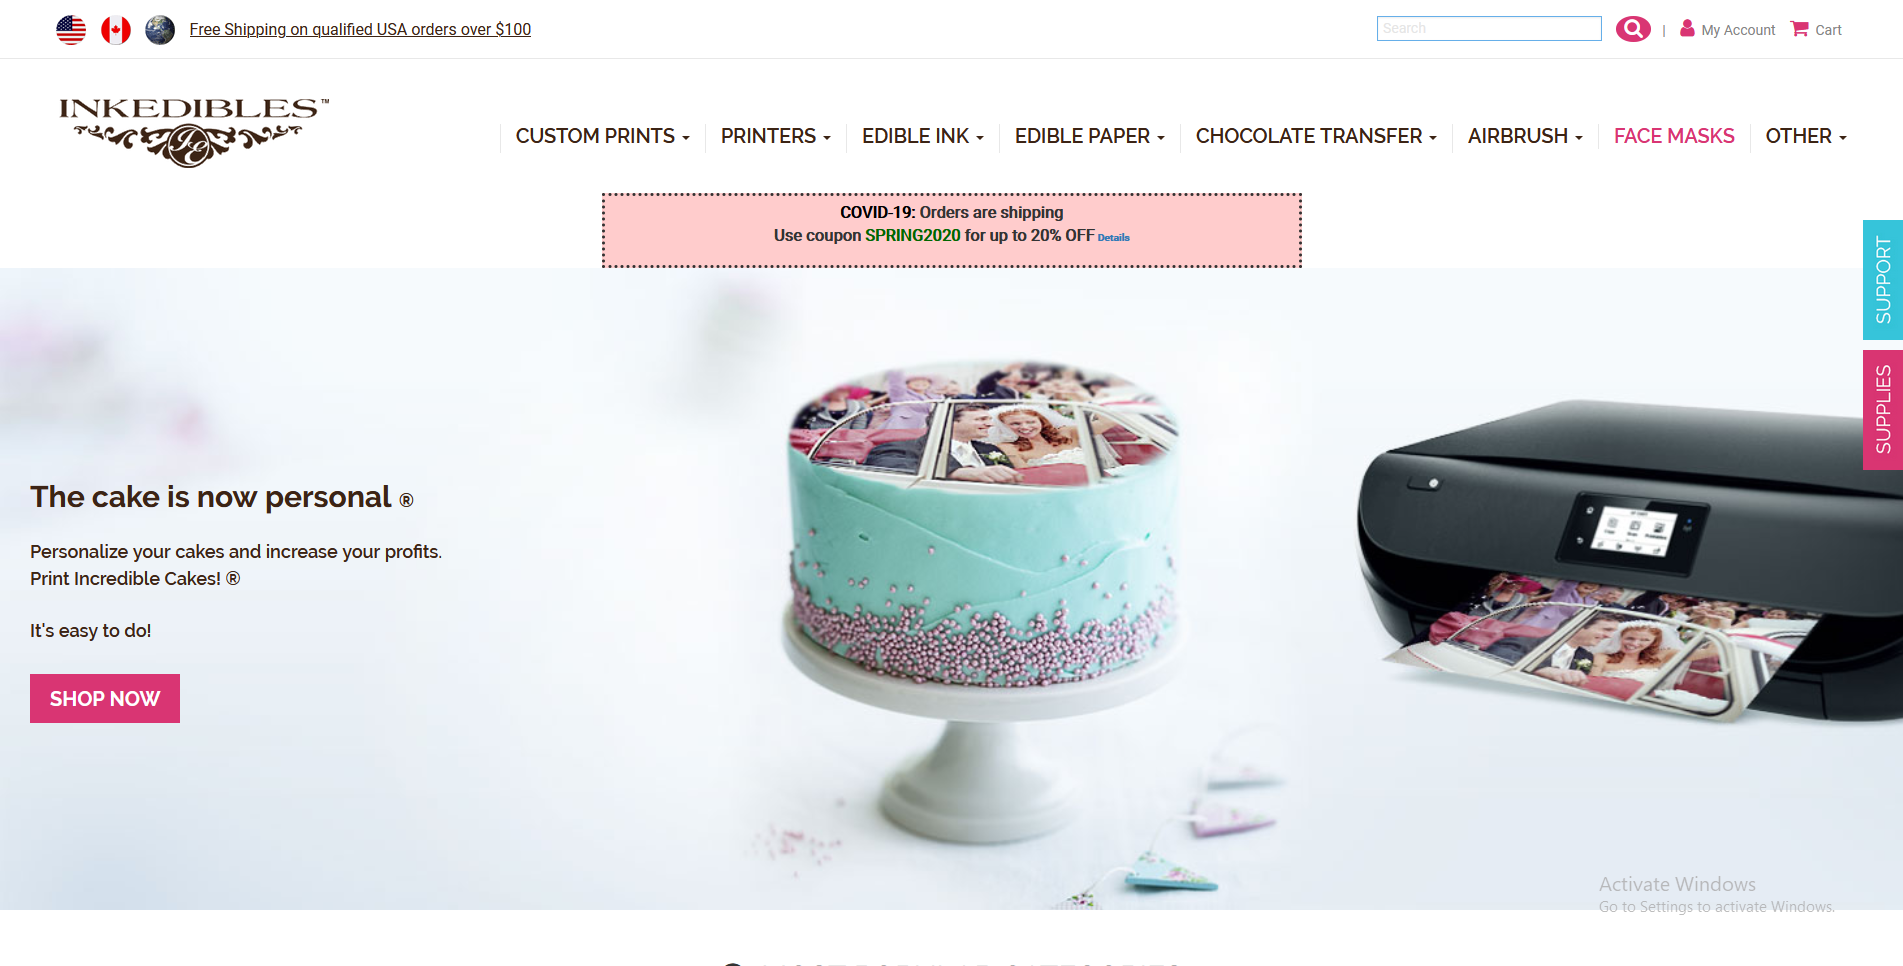 Free Shipping on qualified USA orders over $100
Search
|
My Account
Cart
INKEDIBLES™
CUSTOM PRINTS
PRINTERS
EDIBLE INK
EDIBLE PAPER
CHOCOLATE TRANSFER
AIRBRUSH
FACE MASKS
OTHER
COVID-19: Orders are shipping
Use coupon SPRING2020 for up to 20% OFF Details
SUPPORT
SUPPLIES
The cake is now personal ®
Personalize your cakes and increase your profits.
Print Incredible Cakes! ®
It's easy to do!
SHOP NOW
Activate Windows
Go to Settings to activate Windows.